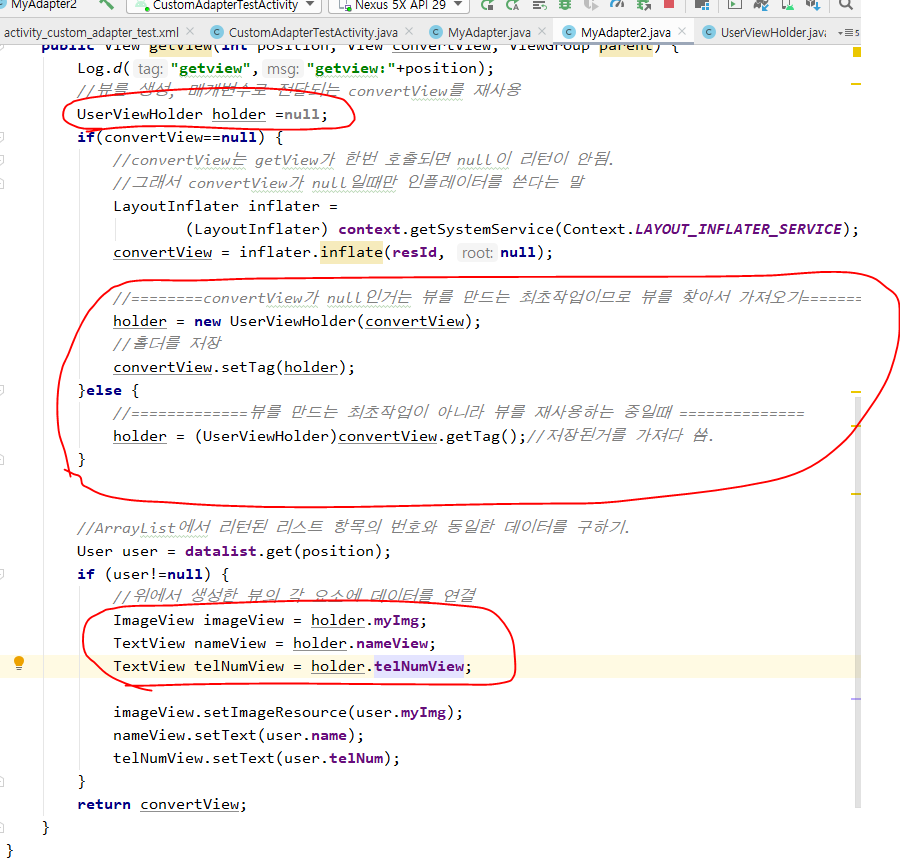 MyAdapter2 CustomAdapterTestActivity Nexus 5X API 29
activity_custom_adapter_test.xml CustomAdapterTestActivity.java MyAdapter.java MyAdapter2.java UserViewHolder.java
public View getView(int position, View convertView, ViewGroup parent) {
Log.d( tag: "getview", msg: "getview:"+position);
//뷰를 생성, 매개변수로 전달되는 convertView를 재사용
UserViewHolder holder =null;
if(convertView==null) {
//convertView는 getView가 한번 호출되면 null이 리턴이 안됨.
//그래서 convertView가 null일때만 인플레이터를 쓴다는 말
LayoutInflater inflater =
(LayoutInflater) context.getSystemService(Context.LAYOUT_INFLATER_SERVICE);
convertView = inflater.inflate(resId, root: null);
//========convertView가 null인거는 뷰를 만드는 최초작업이므로 뷰를 찾아서 가져오기=======
holder = new UserViewHolder(convertView);
//홀더를 저장
convertView.setTag(holder);
}else {
//=============뷰를 만드는 최초작업이 아니라 뷰를 재사용하는 중일때 ==============
holder = (UserViewHolder)convertView.getTag();//저장된거를 가져다 씀.
}
//ArrayList에서 리턴된 리스트 항목의 번호와 동일한 데이터를 구하기.
User user = datalist.get(position);
if (user!=null) {
//위에서 생성한 뷰의 각 요소에 데이터를 연결
ImageView imageView = holder.myImg;
TextView nameView = holder.nameView;
TextView telNumView = holder.telNumView;
imageView.setImageResource(user.myImg);
nameView.setText(user.name);
telNumView.setText(user.telNum);
}
return convertView;
}
}